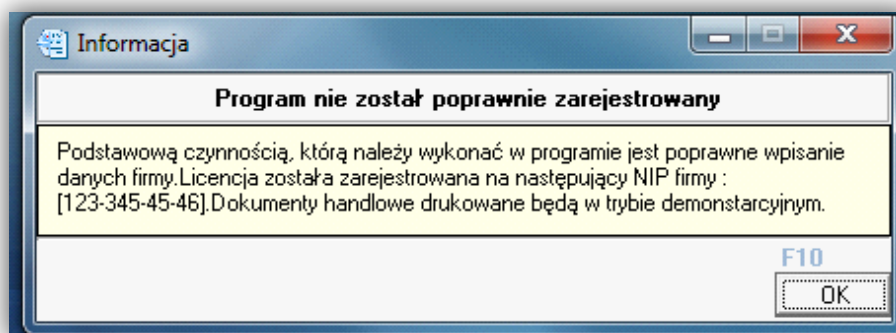 Informacja
Program nie został poprawnie zarejestrowany
Podstawową czynnością, którą należy wykonać w programie jest poprawne wpisanie
danych firmy.Licencja została zarejestrowana na następujący NIP firmy :
[123-345-45-46].Dokumenty handlowe drukowane będą w trybie demonstarcyjnym.
F10
OK